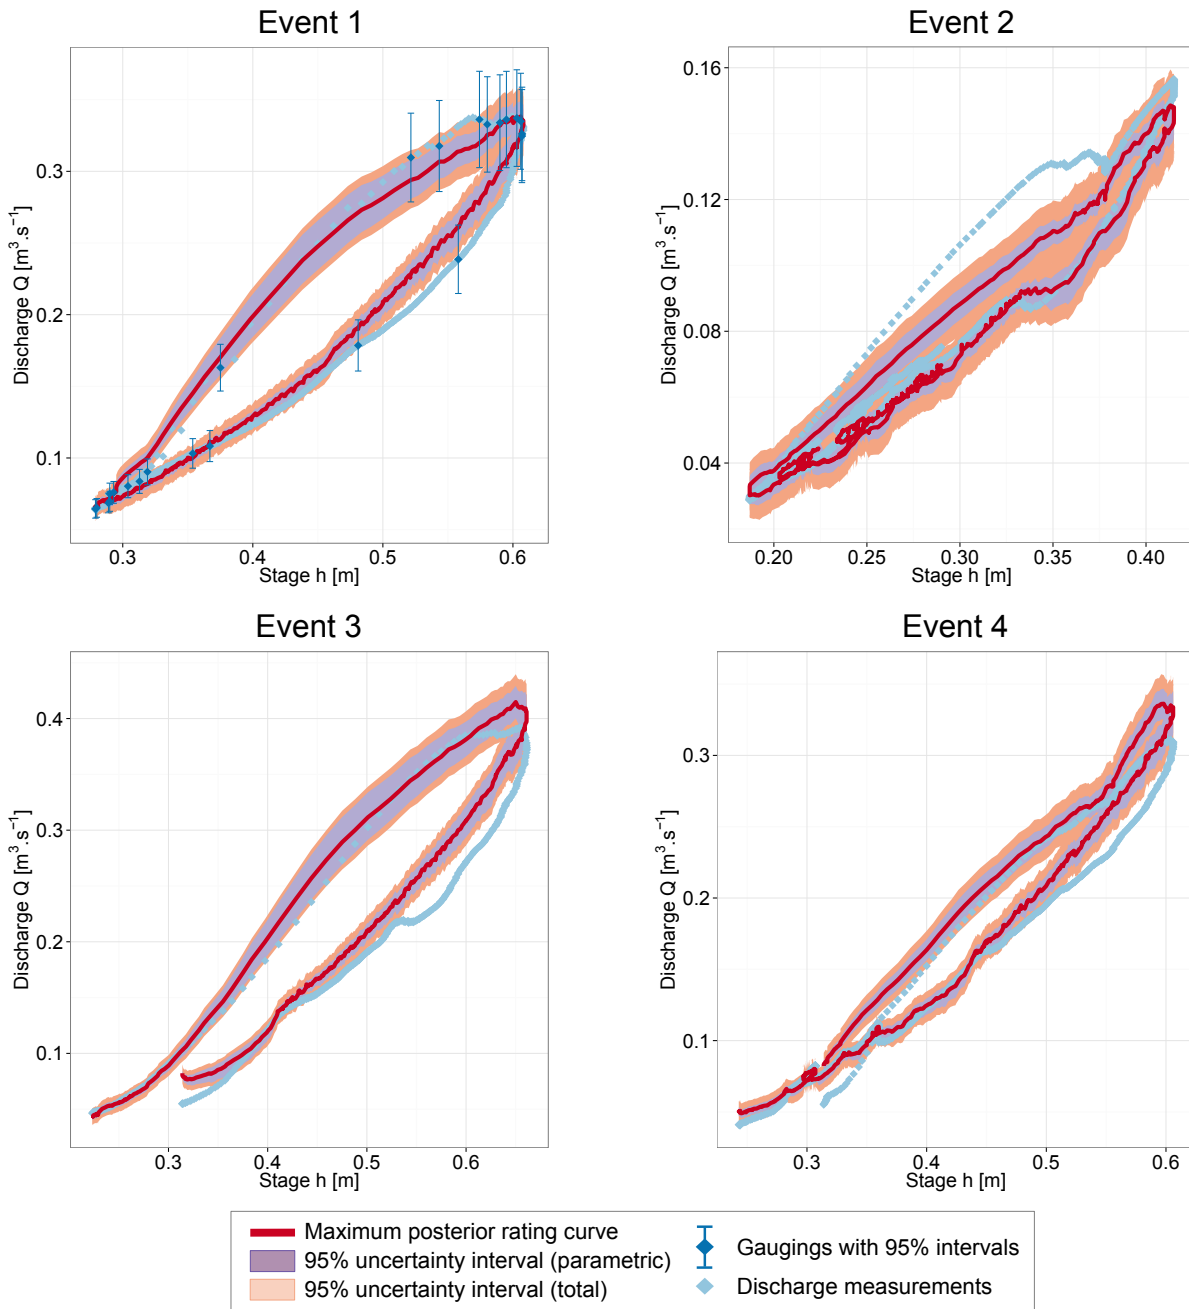 Event 1
Event 2
Discharge Q [m³.s⁻¹]
0.3
0.2
0.1
0.3
0.4
0.5
0.6
Stage h [m]
Discharge Q [m³.s⁻¹]
0.16
0.12
0.08
0.04
0.20
0.25
0.30
0.35
0.40
Stage h [m]
Event 3
Event 4
Discharge Q [m³.s⁻¹]
0.4
0.3
0.2
0.1
0.3
0.4
0.5
0.6
Stage h [m]
Discharge Q [m³.s⁻¹]
0.3
0.2
0.1
0.3
0.4
0.5
0.6
Stage h [m]
Maximum posterior rating curve
95% uncertainty interval (parametric)
95% uncertainty interval (total)
Gaugings with 95% intervals
Discharge measurements